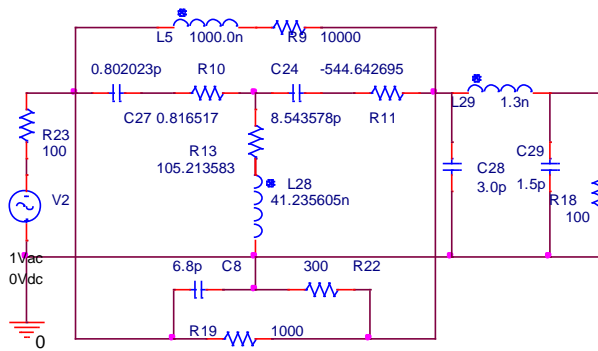 L5 1000.0n R9 10000
0.802023p R10 C24 -544.642695
L29 1.3n
C27 0.816517 8.543578p R11
R23
100
R13
105.213583
C28
3.0p
C29
1.5p
L28
41.235605n
V2
R18
100
1Vac
0Vdc
6.8p C8 300 R22
R19 1000
0